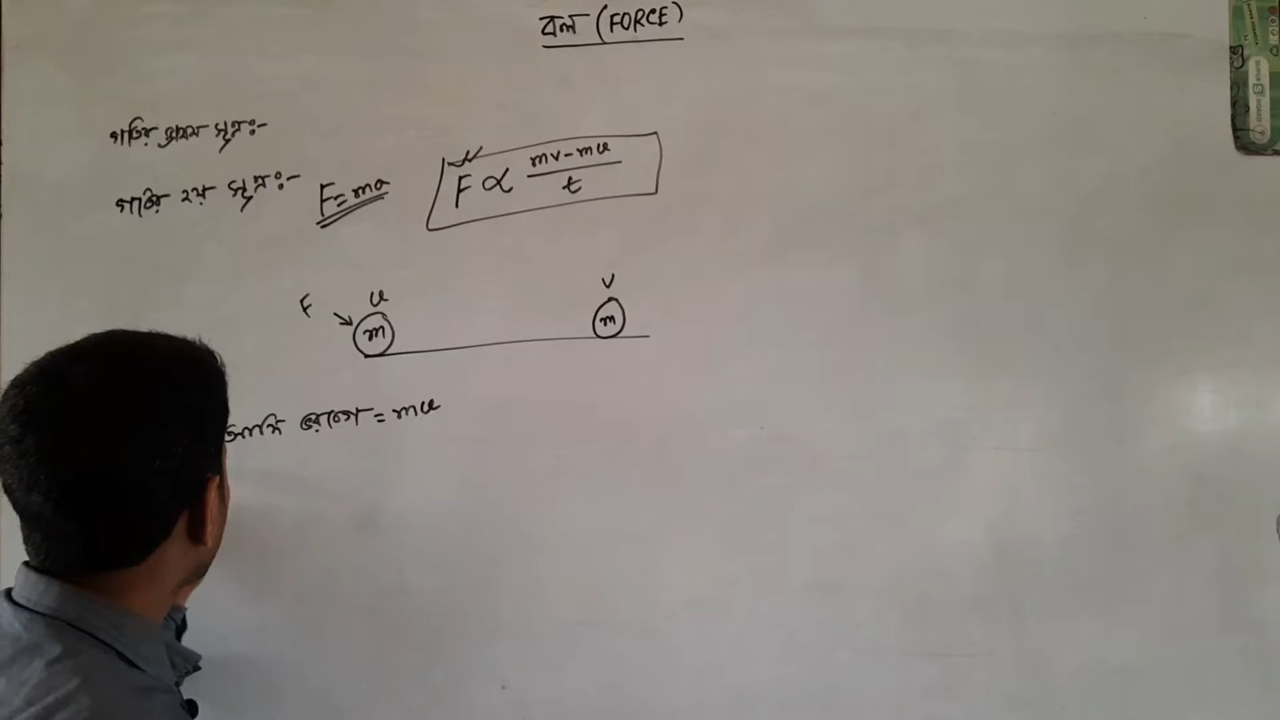 বল (FORCE)
গতির প্রথম সূত্র:-
গতির ২য় সূত্র:- F=ma F ∝ (mv-mu)/t
F u v
m m
আদি ভরবেগ = mu